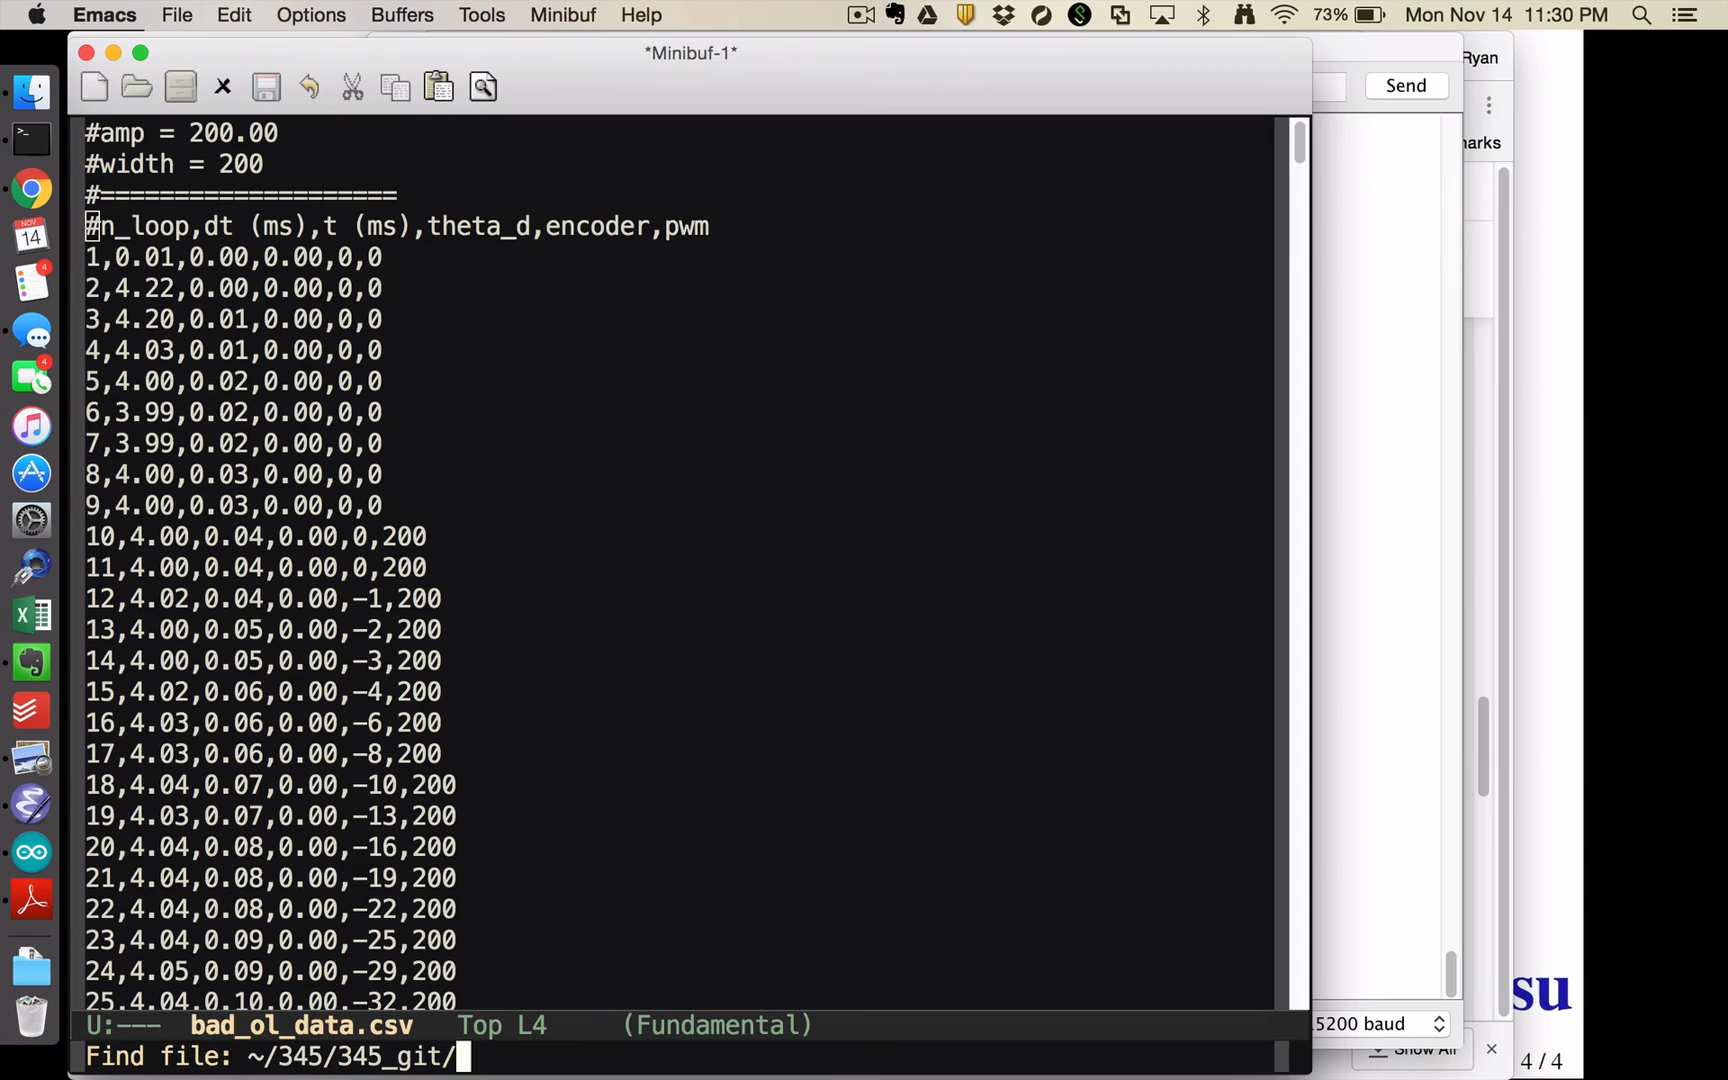 Emacs File Edit Options Buffers Tools Minibuf Help 73% Mon Nov 14 11:30 PM
*Minibuf-1*
Ryan
Send
marks
#amp = 200.00
#width = 200
#====================
#n_loop,dt (ms),t (ms),theta_d,encoder,pwm
1,0.01,0.00,0.00,0,0
2,4.22,0.00,0.00,0,0
3,4.20,0.01,0.00,0,0
4,4.03,0.01,0.00,0,0
5,4.00,0.02,0.00,0,0
6,3.99,0.02,0.00,0,0
7,3.99,0.02,0.00,0,0
8,4.00,0.03,0.00,0,0
9,4.00,0.03,0.00,0,0
10,4.00,0.04,0.00,0,200
11,4.00,0.04,0.00,0,200
12,4.02,0.04,0.00,-1,200
13,4.00,0.05,0.00,-2,200
14,4.00,0.05,0.00,-3,200
15,4.02,0.06,0.00,-4,200
16,4.03,0.06,0.00,-6,200
17,4.03,0.06,0.00,-8,200
18,4.04,0.07,0.00,-10,200
19,4.03,0.07,0.00,-13,200
20,4.04,0.08,0.00,-16,200
21,4.04,0.08,0.00,-19,200
22,4.04,0.08,0.00,-22,200
23,4.04,0.09,0.00,-25,200
24,4.05,0.09,0.00,-29,200
25,4.04,0.10,0.00,-32,200
U:--- bad_ol_data.csv Top L4 (Fundamental)
Find file: ~/345/345_git/
NOV
14
4
4
su
5200 baud
Show All
4 / 4